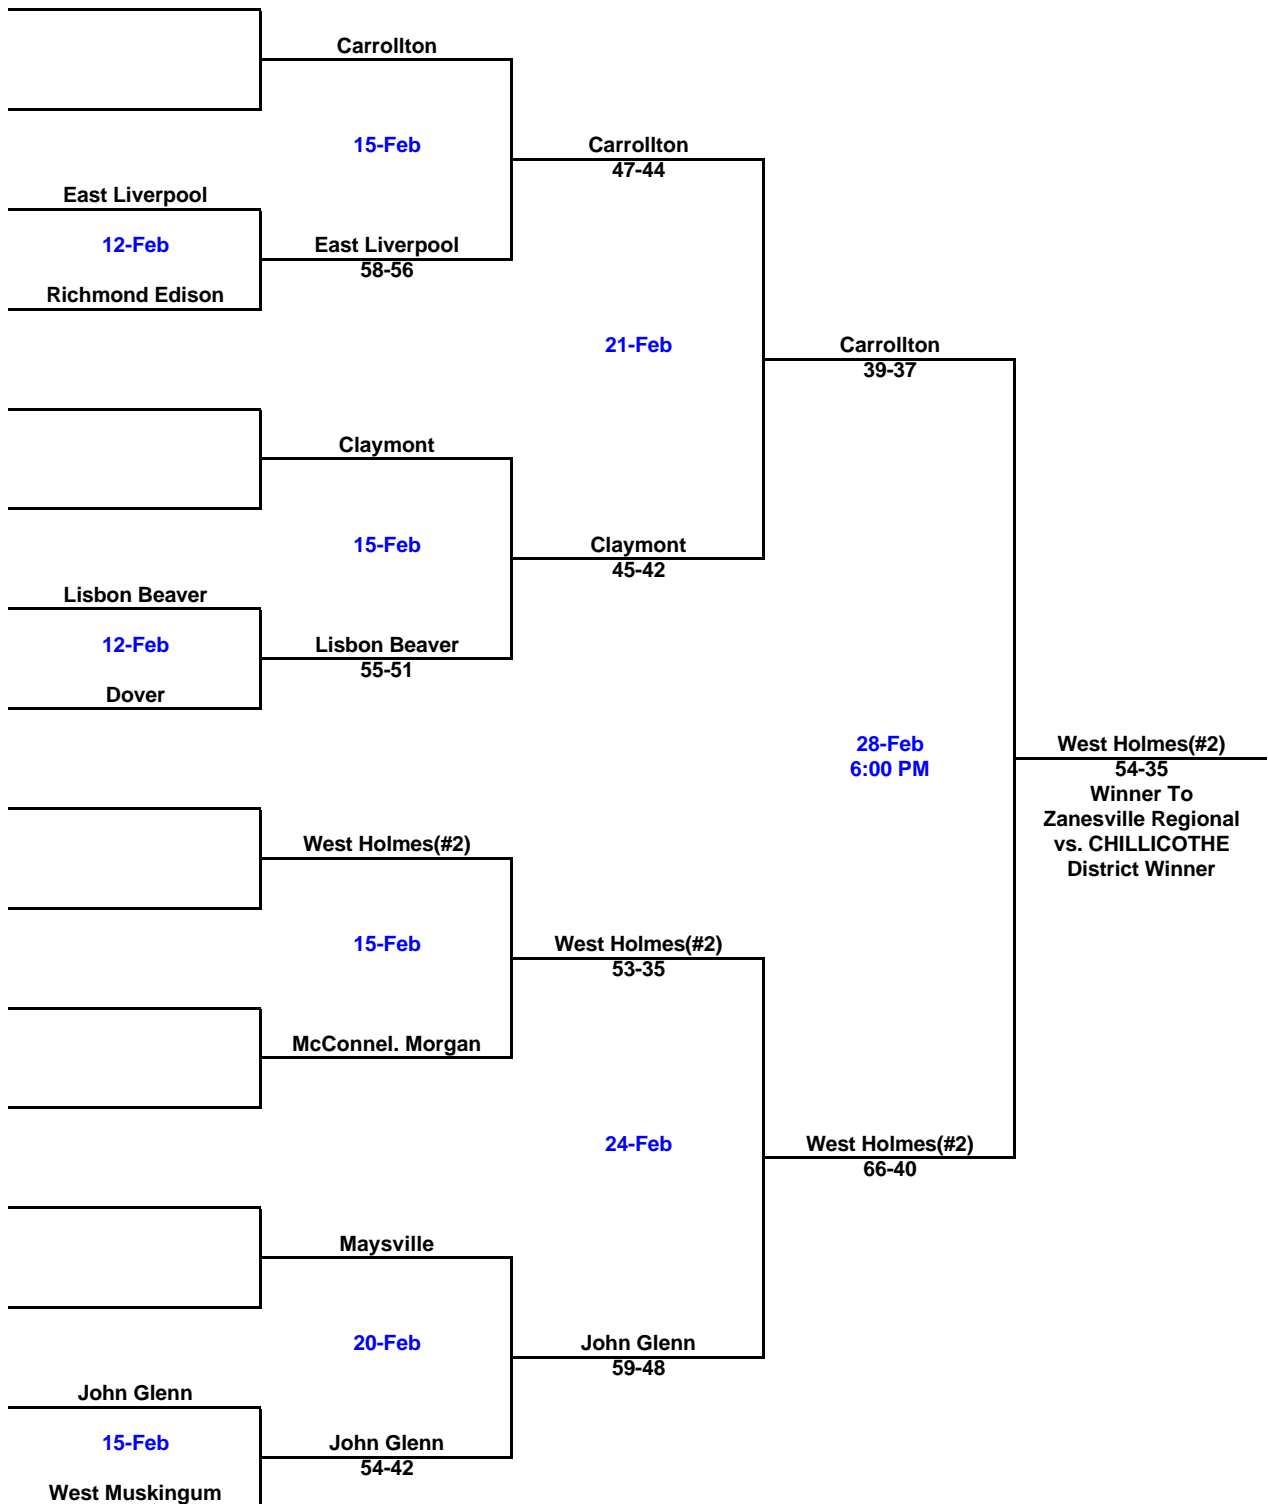 Carrollton
15-Feb
Carrollton
47-44
East Liverpool
12-Feb
East Liverpool
58-56
Richmond Edison
21-Feb
Carrollton
39-37
Claymont
15-Feb
Claymont
45-42
Lisbon Beaver
12-Feb
Lisbon Beaver
55-51
Dover
28-Feb
6:00 PM
West Holmes(#2)
54-35
Winner To
Zanesville Regional
vs. CHILLICOTHE
District Winner
West Holmes(#2)
15-Feb
West Holmes(#2)
53-35
McConnel. Morgan
24-Feb
West Holmes(#2)
66-40
Maysville
20-Feb
John Glenn
59-48
John Glenn
15-Feb
John Glenn
54-42
West Muskingum